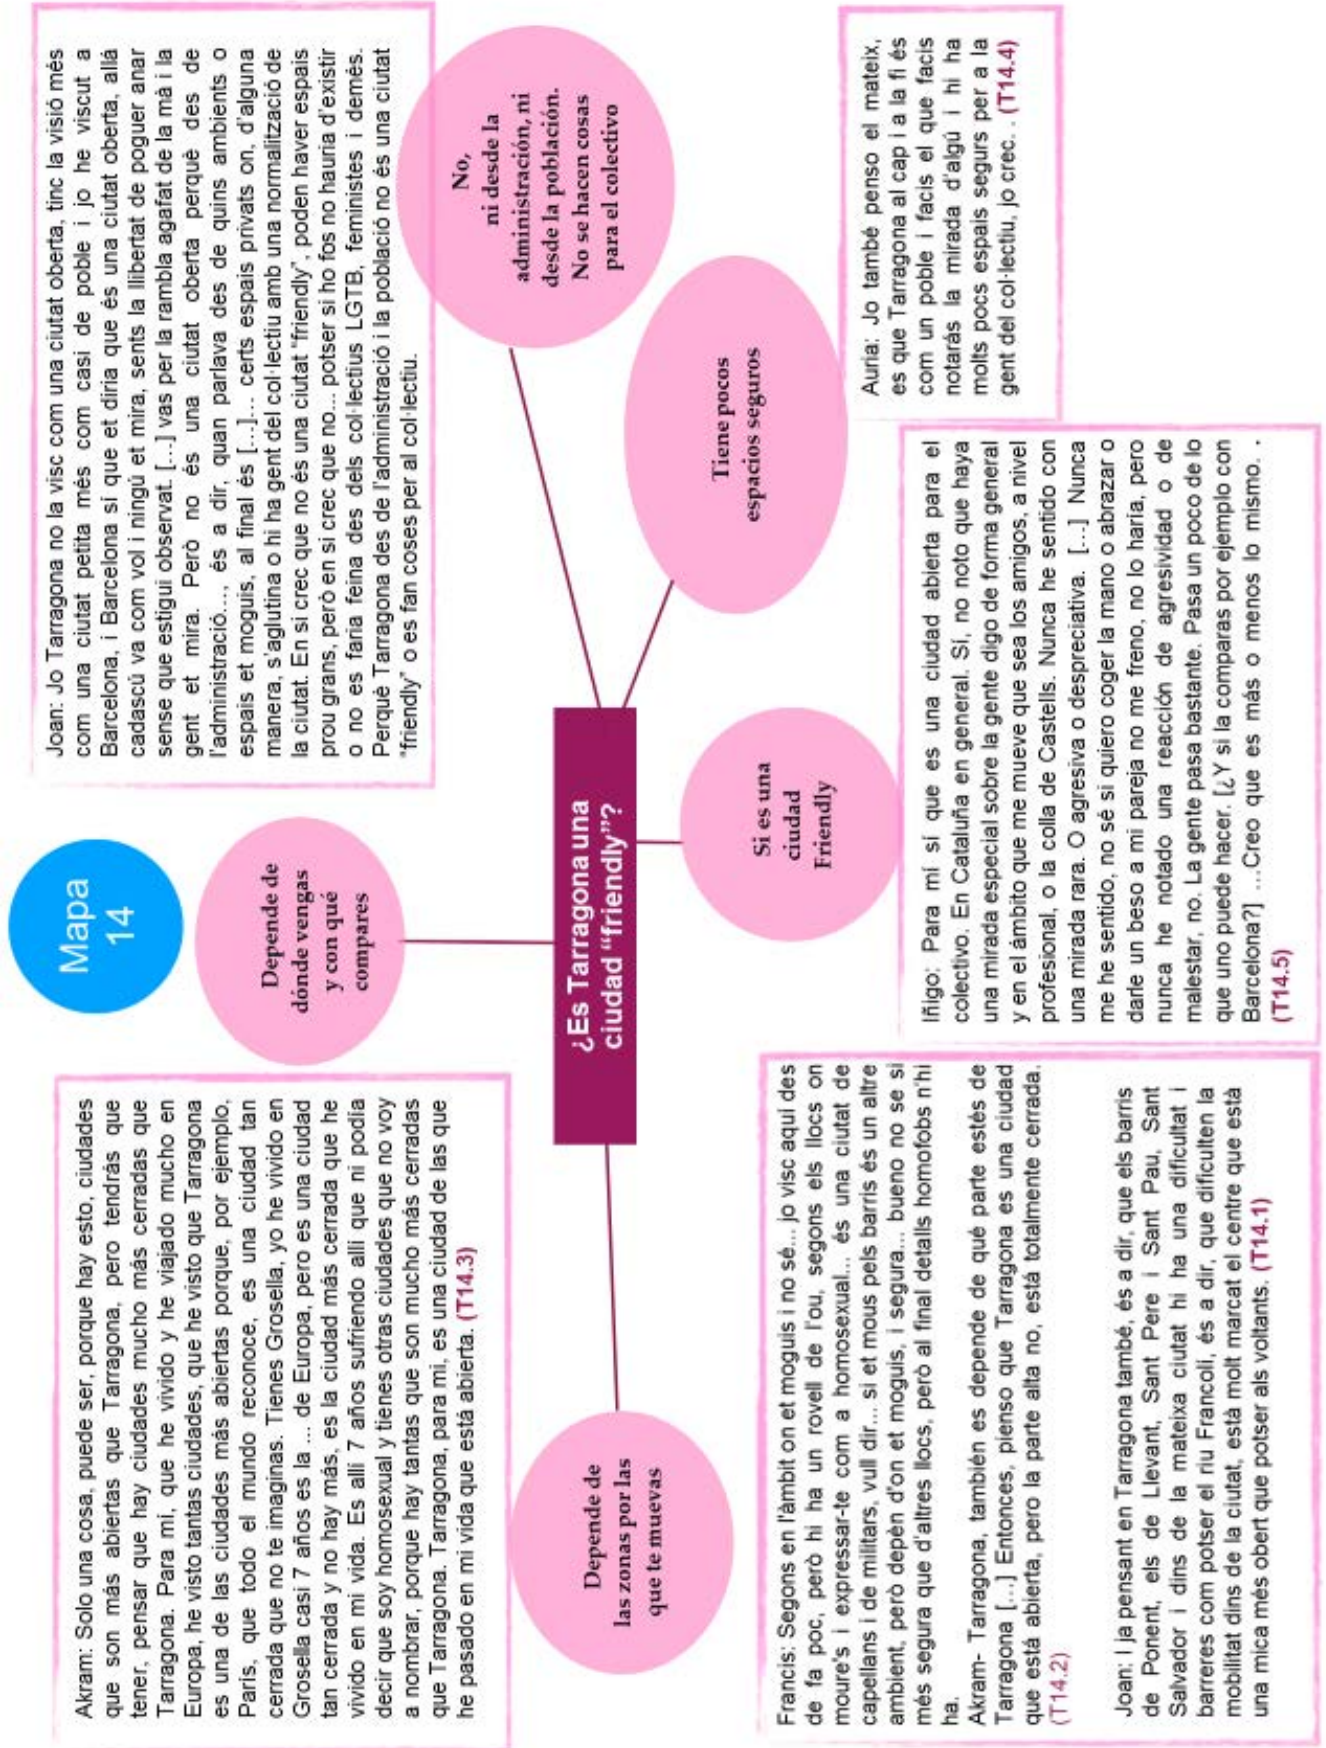 Mapa
14
Akram: Solo una cosa, puede ser, porque hay esto, ciudades
que son más abiertas que Tarragona, pero tendrás que
tener, pensar que hay ciudades mucho más cerradas que
Tarragona. Para mi, que he vivido y he viajado mucho en
Europa, he visto tantas ciudades, que he visto que Tarragona
es una de las ciudades más abiertas porque, por ejemplo,
París, que todo el mundo reconoce, es una ciudad tan
cerrada que no te imaginas. Tienes Grosella, yo he vivido en
Grosella casi 7 años es la ... de Europa, pero es una ciudad
tan cerrada y no hay más, es la ciudad más cerrada que he
vivido en mi vida. Es allí 7 años sufriendo allí que ni podía
decir que soy homosexual y tienes otras ciudades que no voy
a nombrar, porque hay tantas que son mucho más cerradas
que Tarragona. Tarragona, para mi, es una ciudad de las que
he pasado en mi vida que está abierta. (T14.3)
Depende de
dónde vengas
y con qué
compares
Joan: Jo Tarragona no la visc com una ciutat oberta, tinc la visió més
com una ciutat petita més com casi de poble i jo he viscut a
Barcelona, i Barcelona sí que et diria que és una ciutat oberta, allà
cadascú va com vol i ningú et mira, sents la llibertat de poguer anar
sense que estigui observat. [...] vas per la rambla agafat de la mà i la
gent et mira. Però no és una ciutat oberta perquè des de
l'administració..., és a dir, quan parlava des de quins ambients o
espais et moguis, al final és [...]... certs espais privats on, d'alguna
manera, s'aglutina o hi ha gent del col·lectiu amb una normalització de
la ciutat. En si crec que no és una ciutat "friendly", poden haver espais
prou grans, però en si crec que no... potser si ho fos no hauria d'existir
o no es faria feina des dels col·lectius LGTB, feministes i demés.
Perquè Tarragona des de l'administració i la població no és una ciutat
"friendly" o es fan coses per al col·lectiu.
No,
ni desde la
administración, ni
desde la población.
No se hacen cosas
para el colectivo
¿Es Tarragona una
ciudad "friendly"?
Depende de
las zonas por las
que te muevas
Si es una
ciudad
Friendly
Tiene pocos
espacios seguros
Francis: Segons en l'àmbit on et moguis i no sé... jo visc aquí des
de fa poc, però hi ha un rovell de l'ou, segons els llocs on
moure's i expressar-te com a homosexual... és una ciutat de
capellans i de militars, vull dir... si et mous pels barris és un altre
ambient, però depèn d'on et moguis, i segura... bueno no se si
més segura que d'altres llocs, però al final detalls homofobs n'hi
ha.
Akram- Tarragona, también es depende de qué parte estés de
Tarragona [...] Entonces, pienso que Tarragona es una ciudad
que está abierta, pero la parte alta no, està totalmente cerrada.
(T14.2)
Joan: I ja pensant en Tarragona també, és a dir, que els barris
de Ponent, els de Llevant, Sant Pere i Sant Pau, Sant
Salvador i dins de la mateixa ciutat hi ha una dificultat i
barreres com potser el riu Francolí, és a dir, que dificulten la
mobilitat dins de la ciutat, està molt marcat el centre que està
una mica més obert que potser als voltants. (T14.1)
Iñigo: Para mí sí que es una ciudad abierta para el
colectivo. En Cataluña en general. Sí, no noto que haya
una mirada especial sobre la gente digo de forma general
y en el ámbito que me mueve que sea los amigos, a nivel
profesional, o la colla de Castells. Nunca he sentido con
una mirada rara. O agresiva o despreciativa. [...] Nunca
me he sentido, no sé si quiero coger la mano o abrazar o
darle un beso a mi pareja no me freno, no lo haría, pero
nunca he notado una reacción de agresividad o de
malestar, no. La gente pasa bastante. Pasa un poco de lo
que uno puede hacer. [¿Y si la comparas por ejemplo con
Barcelona?] ...Creo que es más o menos lo mismo. .
(T14.5)
Auria: Jo també penso el mateix,
es que Tarragona al cap i a la fi és
com un poble i facis el que facis
notaràs la mirada d'algú i hi ha
molts pocs espais segurs per a la
gent del col·lectiu, jo crec. . (T14.4)